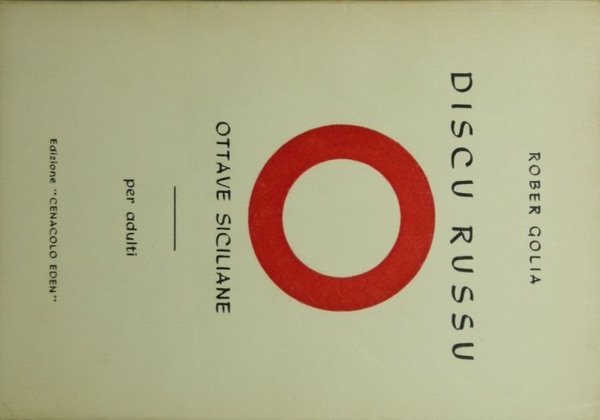 ROBER GOLIA
DISCU RUSSU
OTTAVE SICILIANE
per adulti
Edizione "CENACOLO EDEN"